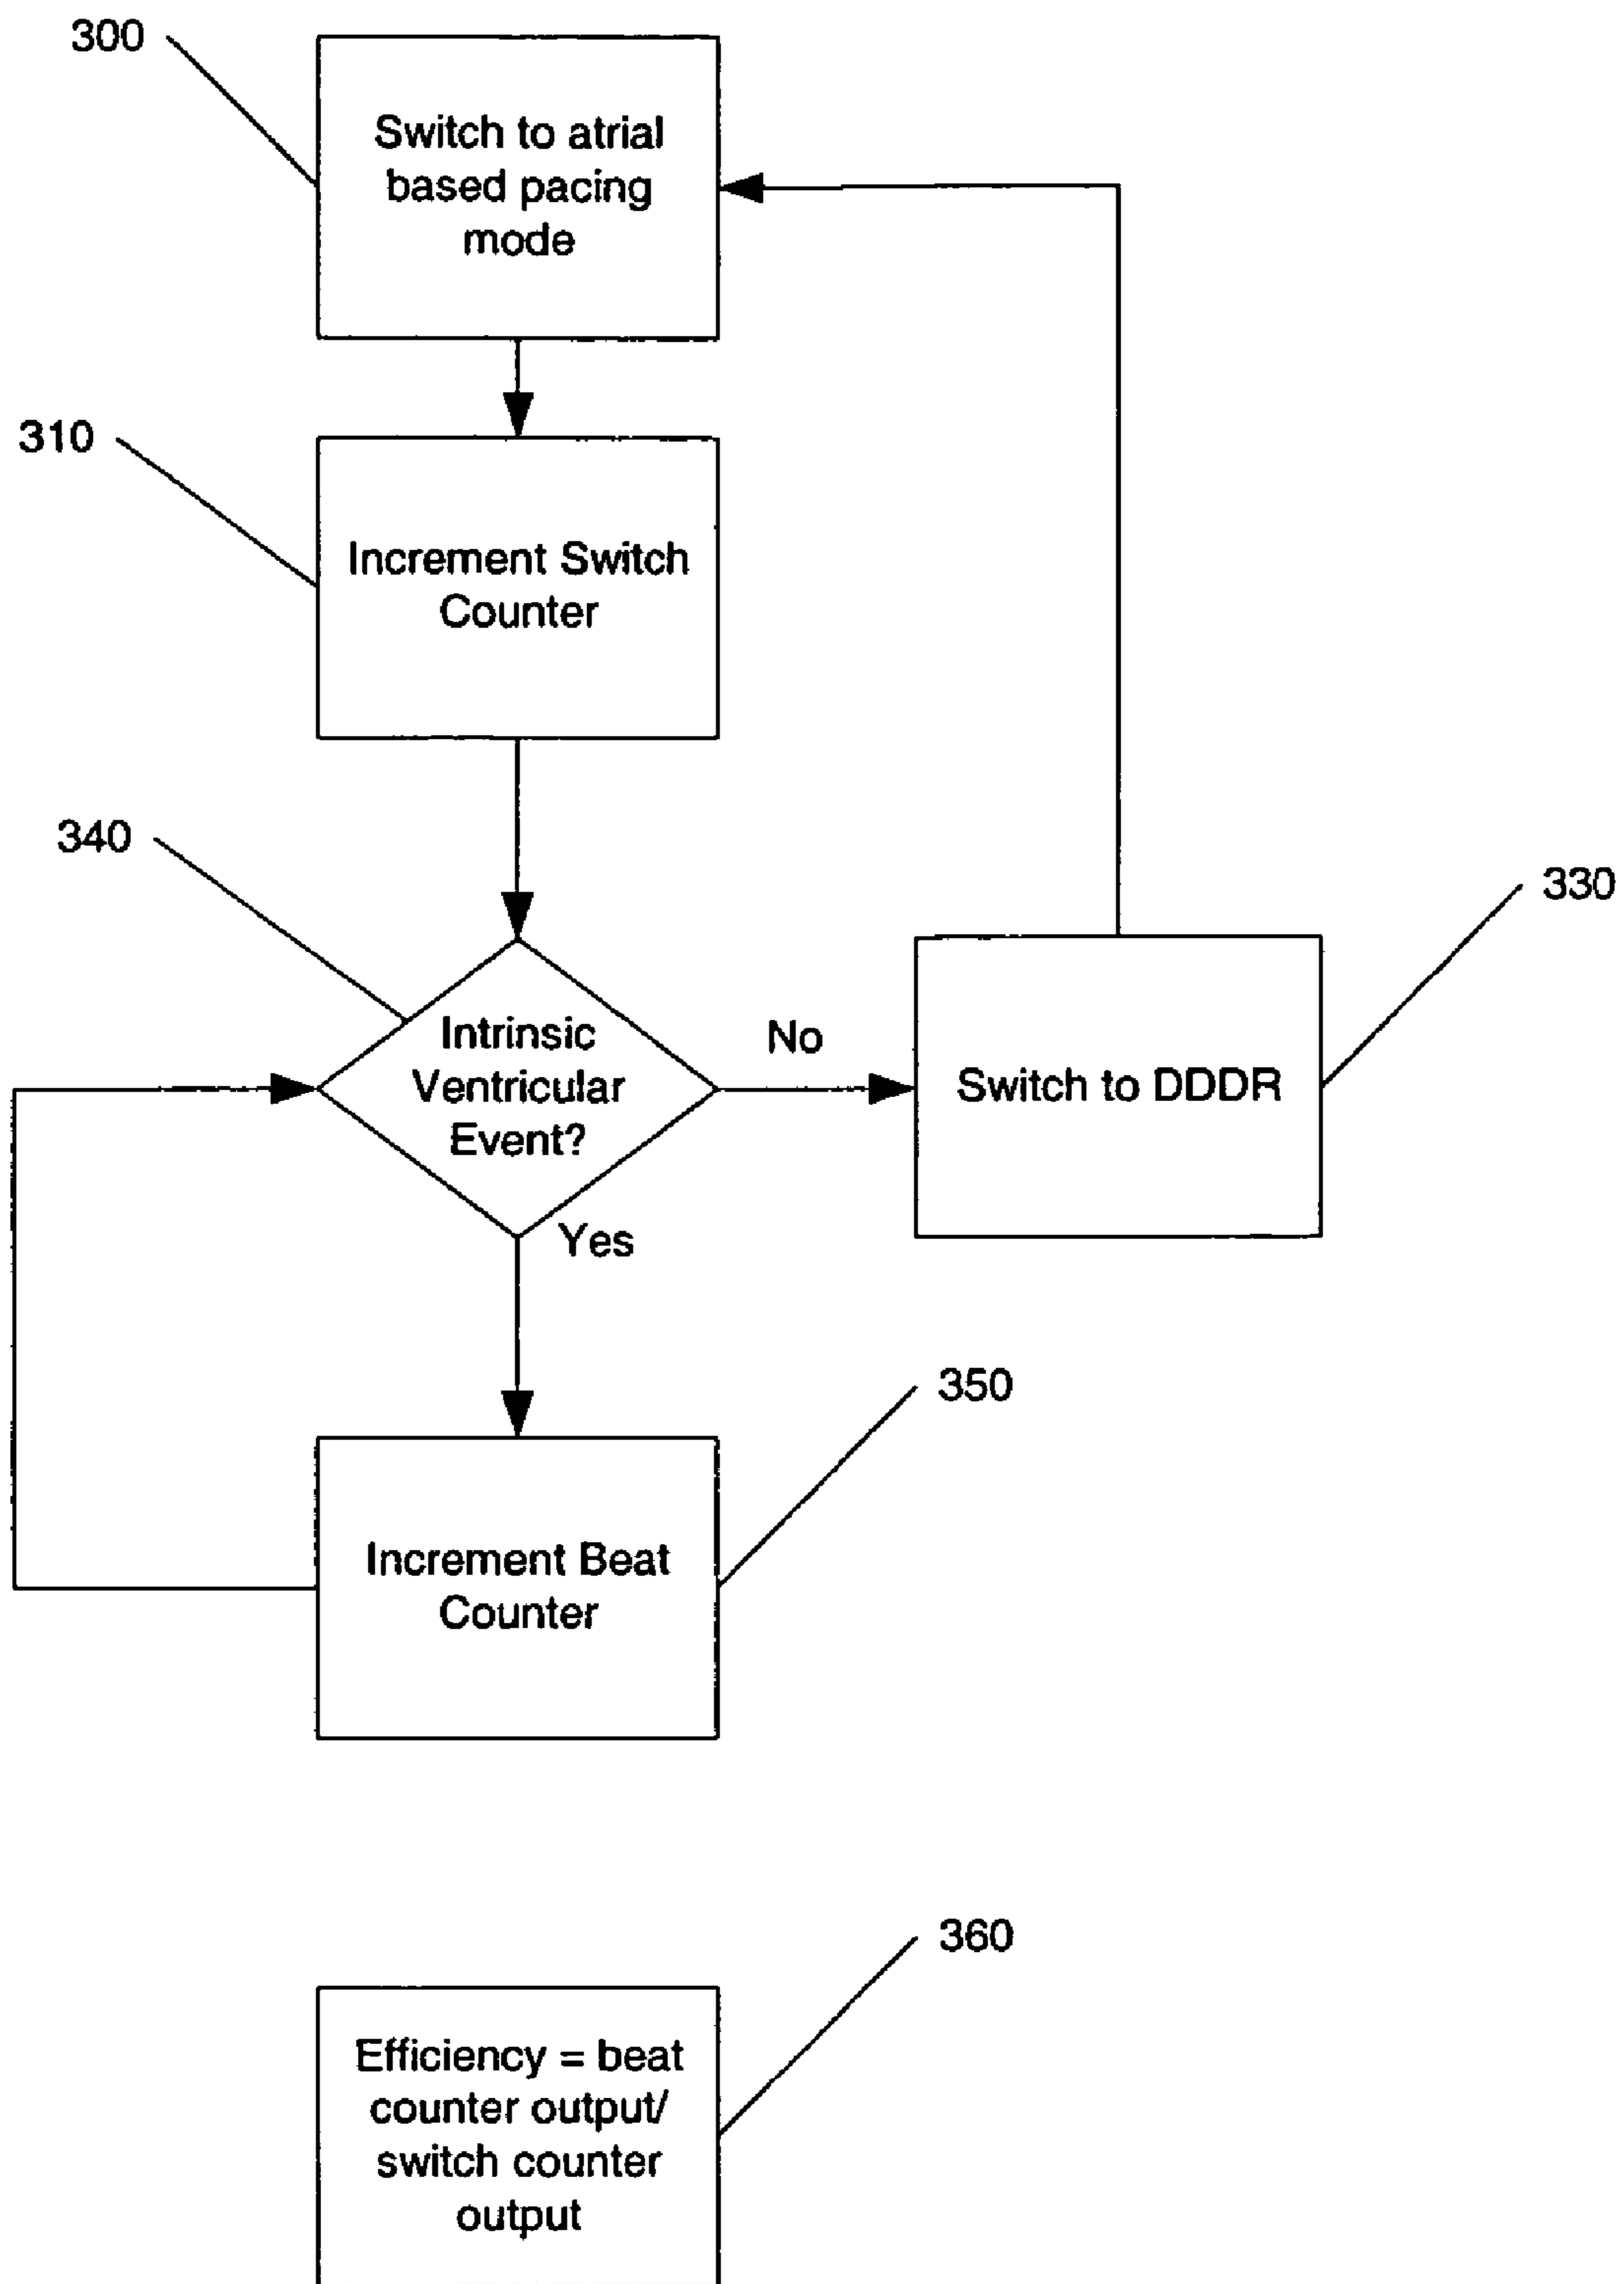 300
Switch to atrial
based pacing
mode
310
Increment Switch
Counter
340
Intrinsic
Ventricular
Event?
No
330
Switch to DDDR
Yes
350
Increment Beat
Counter
360
Efficiency = beat
counter output/
switch counter
output